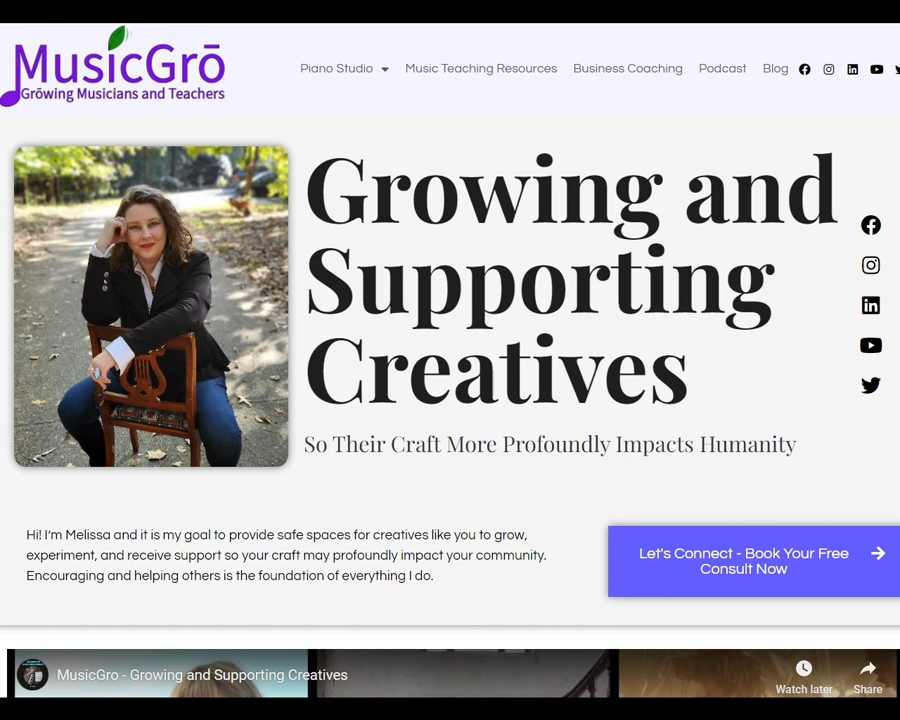 MusicGrō
Grōwing Musicians and Teachers
Piano Studio
Music Teaching Resources
Business Coaching
Podcast
Blog
Growing and
Supporting
Creatives
So Their Craft More Profoundly Impacts Humanity
Hi! I'm Melissa and it is my goal to provide safe spaces for creatives like you to grow,
experiment, and receive support so your craft may profoundly impact your community.
Encouraging and helping others is the foundation of everything I do.
Let's Connect - Book Your Free
Consult Now
MusicGro - Growing and Supporting Creatives
Watch later
Share